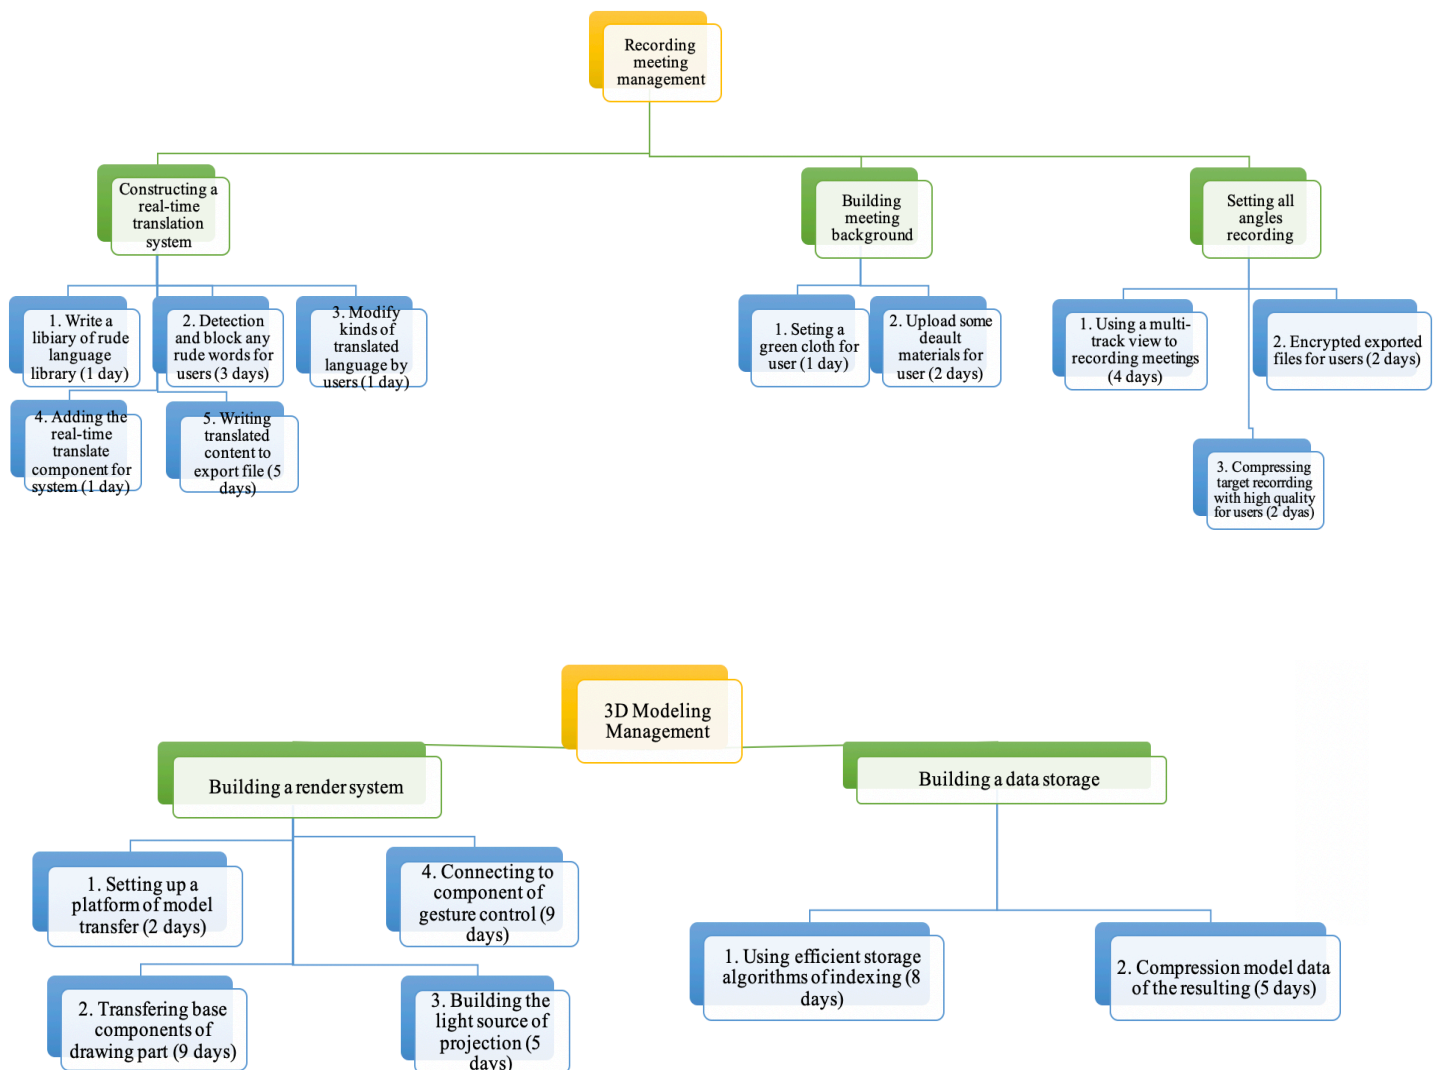 Recording
meeting
management
Constructing a
real-time
translation
system
Building
meeting
background
Setting all
angles
recording
1. Write a
libiary of rude
language
library (1 day)
2. Detection
and block any
rude words for
users (3 days)
3. Modify
kinds of
translated
language by
users (1 day)
4. Adding the
real-time
translate
component for
system (1 day)
5. Writing
translated
content to
export file (5
days)
1. Seting a
green cloth for
user (1 day)
2. Upload some
deault
materials for
user (2 days)
1. Using a multi-
track view to
recording meetings
(4 days)
2. Encrypted exported
files for users (2 days)
3. Compressing
target recorrding
with high quality
for users (2 dyas)
3D Modeling
Management
Building a render system
Building a data storage
1. Setting up a
platform of model
transfer (2 days)
4. Connecting to
component of
gesture control (9
days)
2. Transfering base
components of
drawing part (9 days)
3. Building the
light source of
projection (5
days)
1. Using efficient storage
algorithms of indexing (8
days)
2. Compression model data
of the resulting (5 days)